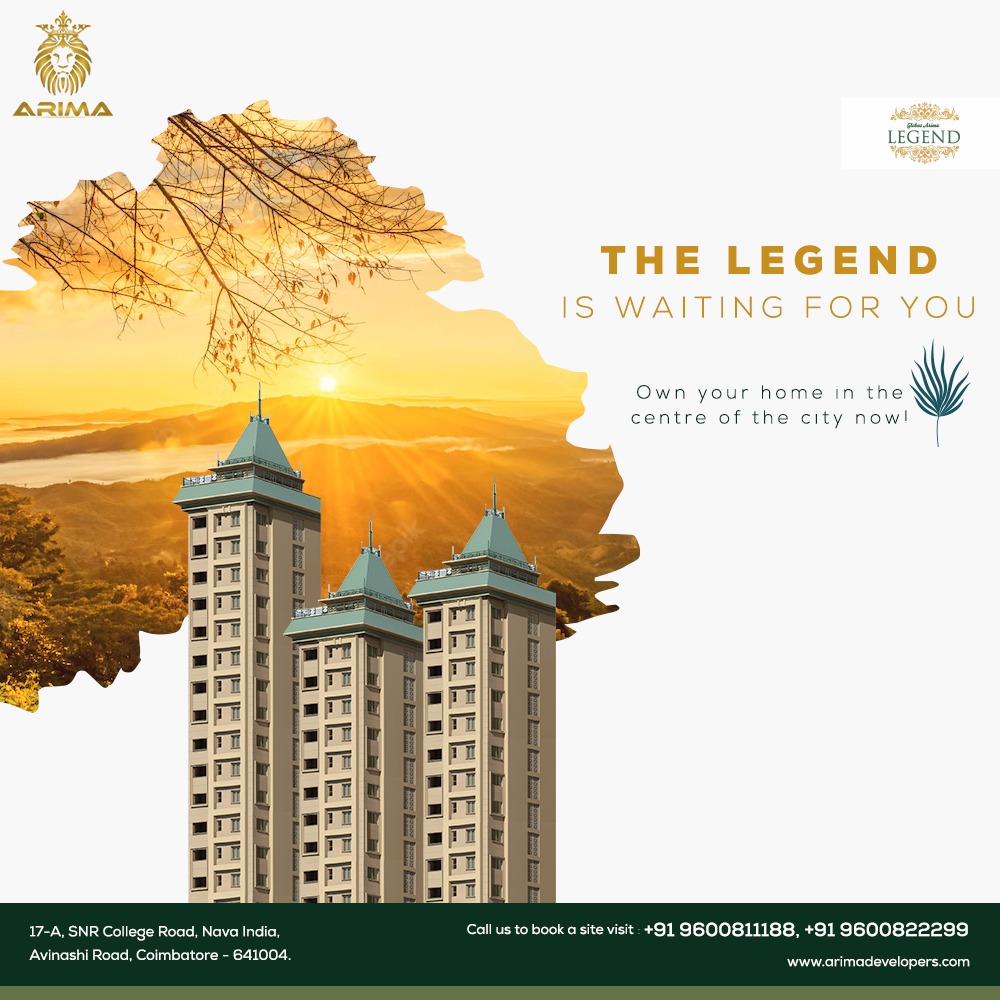 ARIMA
Globus Arima
LEGEND
THE LEGEND
IS WAITING FOR YOU
Own your home in the
centre of the city now!
17-A, SNR College Road, Nava India,
Avinashi Road, Coimbatore - 641004.
Call us to book a site visit : +91 9600811188, +91 9600822299
www.arimadevelopers.com